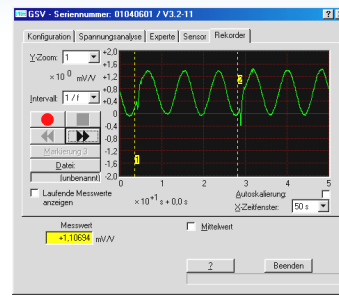 GSV - Seriennummer: 01040601 / V3.2-11
Konfiguration Spannungsanalyse Experte Sensor Rekorder
Y-Zoom: 1
×10 0 mV/V
Intervall: 1 / f
+2,0
+1,6
+1,2
+0,8
+0,4
+0,0
-0,4
-0,8
-1,2
-1,6
-2,0
1
2
Markierung 3
Datei:
(unbenannt)
0 1 2 3 4 5
Laufende Messwerte
anzeigen
×10 +1 s + 0,0 s
Autoskalierung:
X-Zeitfenster: 50 s
Messwert
+1,10694 mV/V
Mittelwert
?
Beenden